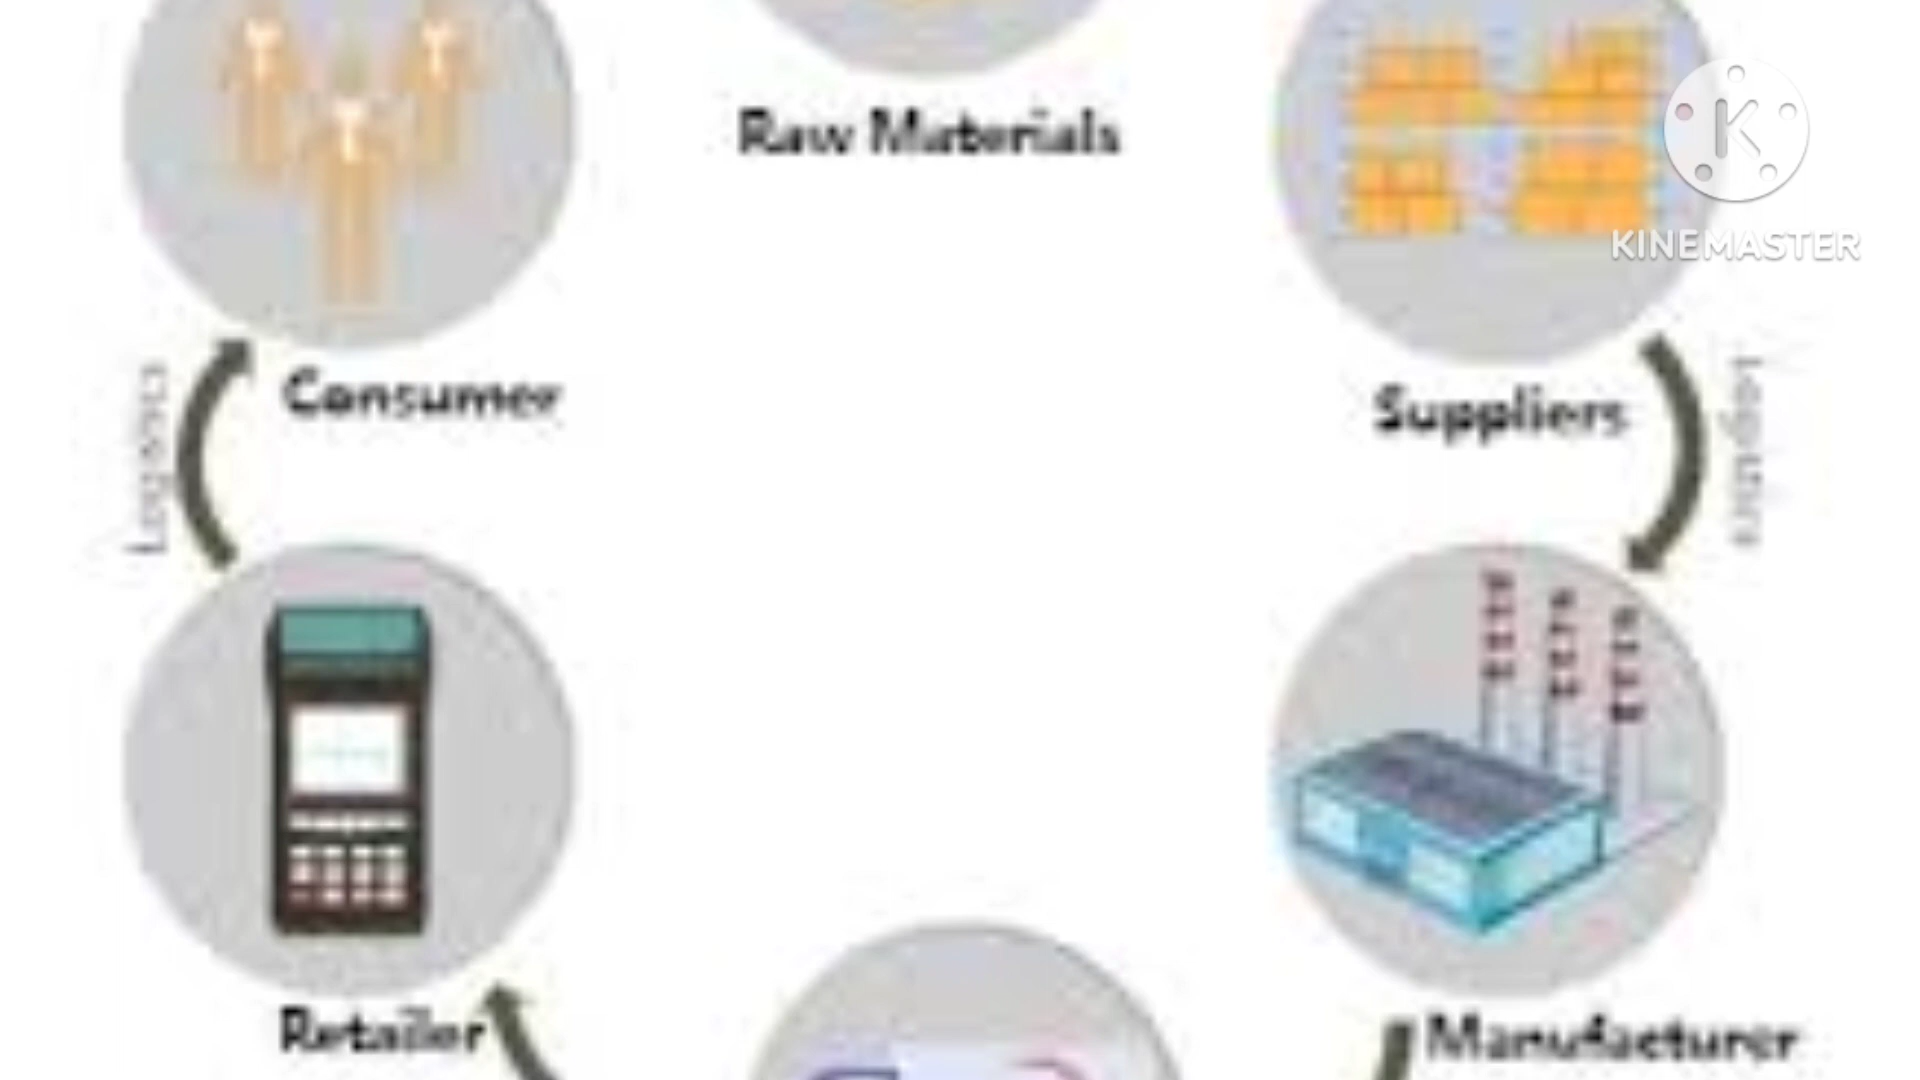 Raw Materials
K
KINEMASTER
Consumer
Suppliers
Logistics
Logistics
Retailer
Manufacturer